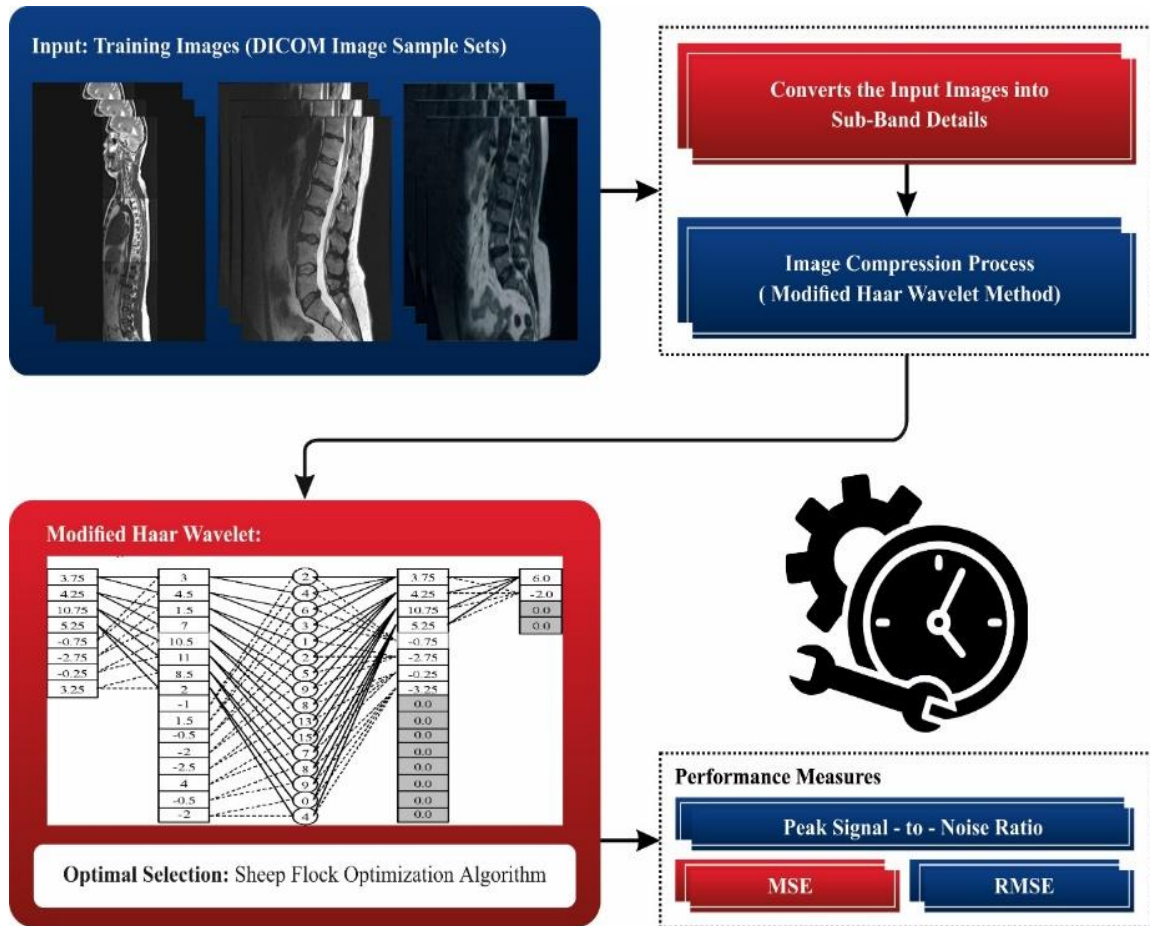 Input: Training Images (DICOM Image Sample Sets)
Converts the Input Images into
Sub-Band Details
Image Compression Process
( Modified Haar Wavelet Method)
Modified Haar Wavelet:
3.75 3 2 3.75 6.0
4.25 4.5 4 4.25 -2.0
10.75 1.5 6 10.75 0.0
5.25 7 3 5.25 0.0
-0.75 10.5 1 -0.75
-2.75 11 2 -2.75
-0.25 8.5 5 -0.25
3.25 2 9 -3.25
-1 8 0.0
1.5 13 0.0
-0.5 15 0.0
-2 7 0.0
-2.5 8 0.0
4 9 0.0
-0.5 0 0.0
-2 4 0.0
Optimal Selection: Sheep Flock Optimization Algorithm
Performance Measures
Peak Signal - to - Noise Ratio
MSE
RMSE